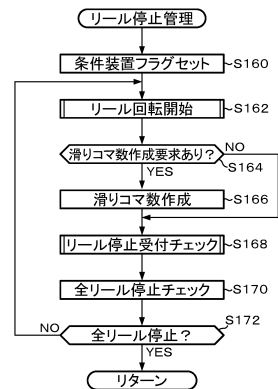 リール停止管理
条件装置フラグセット
S160
リール回転開始
S162
滑りコマ数作成要求あり？
NO
S164
YES
滑りコマ数作成
S166
リール停止受付チェック
S168
全リール停止チェック
S170
NO
全リール停止？
S172
YES
リターン